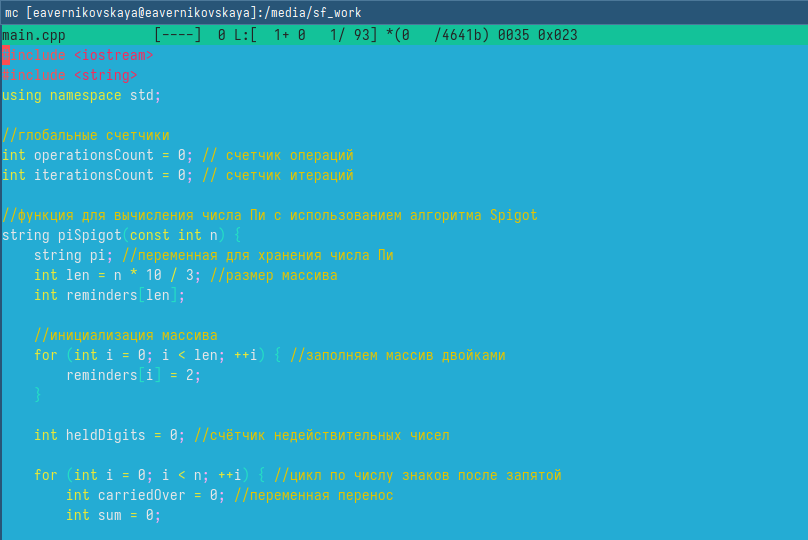 mc [eavernikovskaya@eavernikovskaya]:/media/sf_work
main.cpp [----] 0 L:[ 1+ 0 1/ 93] *(0 /4641b) 0035 0x023
#include <iostream>
#include <string>
using namespace std;
//глобальные счетчики
int operationsCount = 0; // счетчик операций
int iterationsCount = 0; // счетчик итераций
//функция для вычисления числа Пи с использованием алгоритма Spigot
string piSpigot(const int n) {
string pi; //переменная для хранения числа Пи
int len = n * 10 / 3; //размер массива
int reminders[len];
//инициализация массива
for (int i = 0; i < len; ++i) { //заполняем массив двойками
reminders[i] = 2;
}
int heldDigits = 0; //счётчик недействительных чисел
for (int i = 0; i < n; ++i) { //цикл по числу знаков после запятой
int carriedOver = 0; //переменная перенос
int sum = 0;